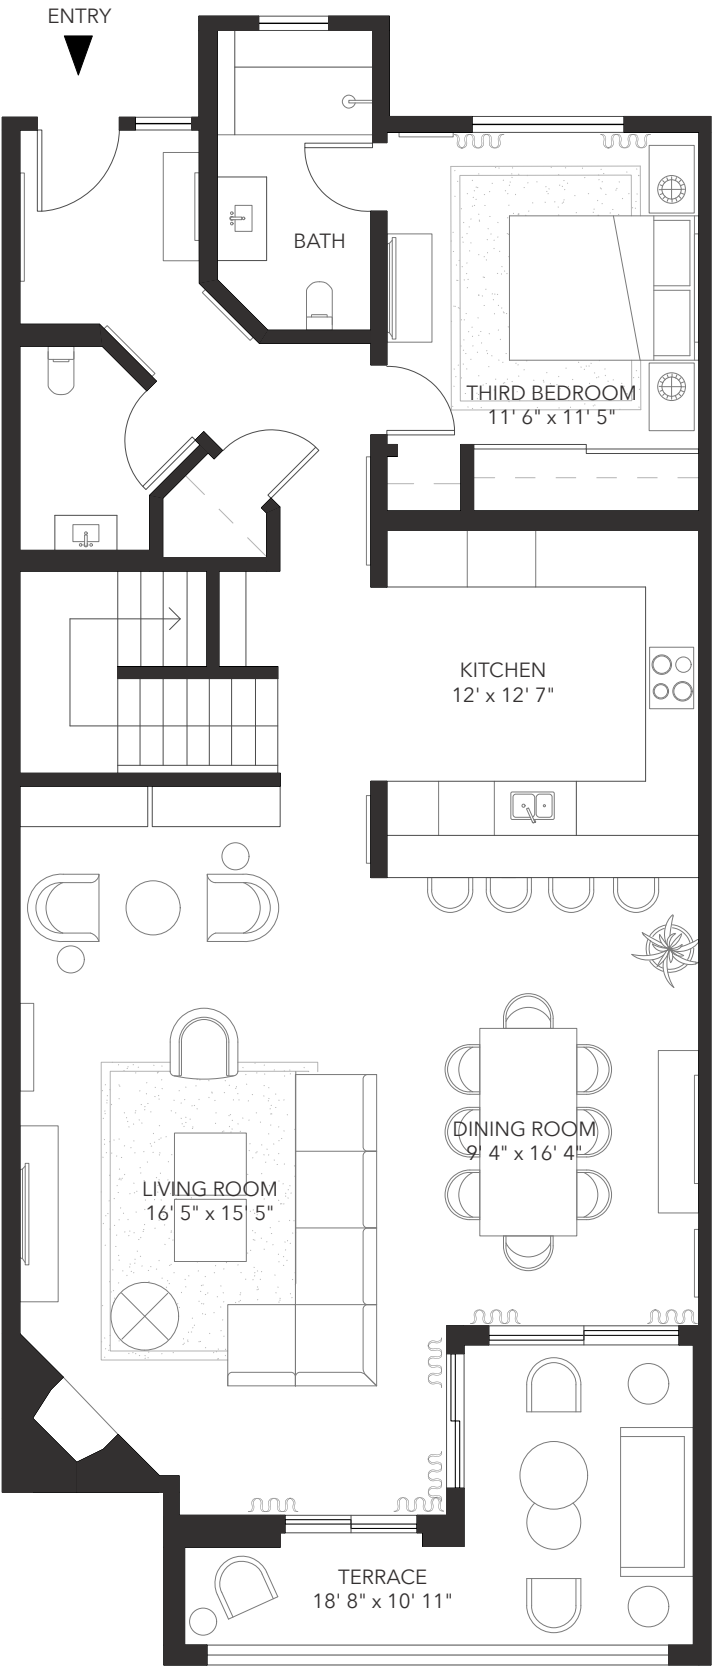 ENTRY
BATH
THIRD BEDROOM
11' 6" x 11' 5"
KITCHEN
12' x 12' 7"
DINING ROOM
9' 4" x 16' 4"
LIVING ROOM
16' 5" x 15' 5"
TERRACE
18' 8" x 10' 11"